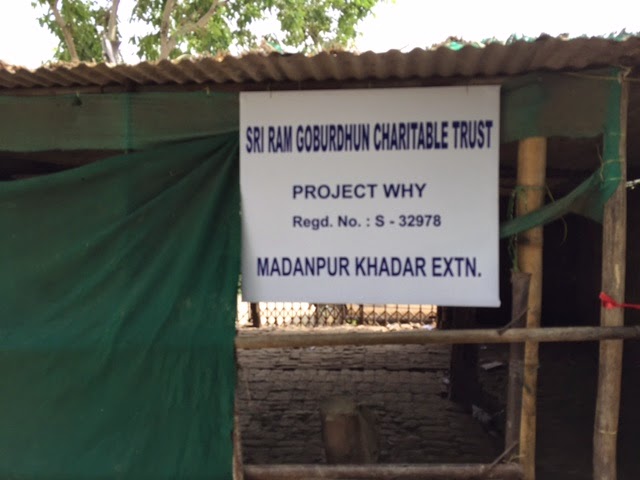 SRI RAM GOBURDHUN CHARITABLE TRUST
PROJECT WHY
Regd. No. : S - 32978
MADANPUR KHADAR EXTN.